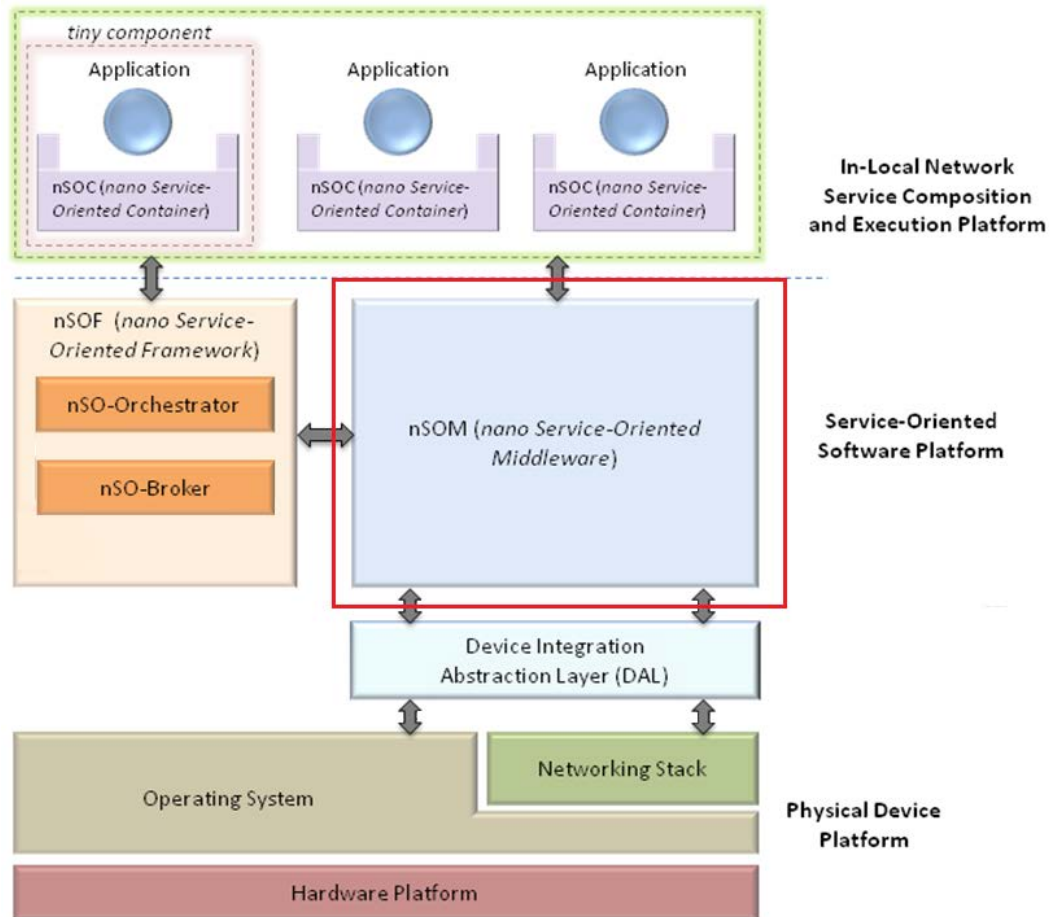 tiny component
Application
Application
Application
nSOC (nano Service-
Oriented Container)
nSOC (nano Service-
Oriented Container)
nSOC (nano Service-
Oriented Container)
In-Local Network
Service Composition
and Execution Platform
nSOF (nano Service-
Oriented Framework)
nSO-Orchestrator
nSO-Broker
nSOM (nano Service-Oriented
Middleware)
Service-Oriented
Software Platform
Device Integration
Abstraction Layer (DAL)
Operating System
Networking Stack
Physical Device
Platform
Hardware Platform